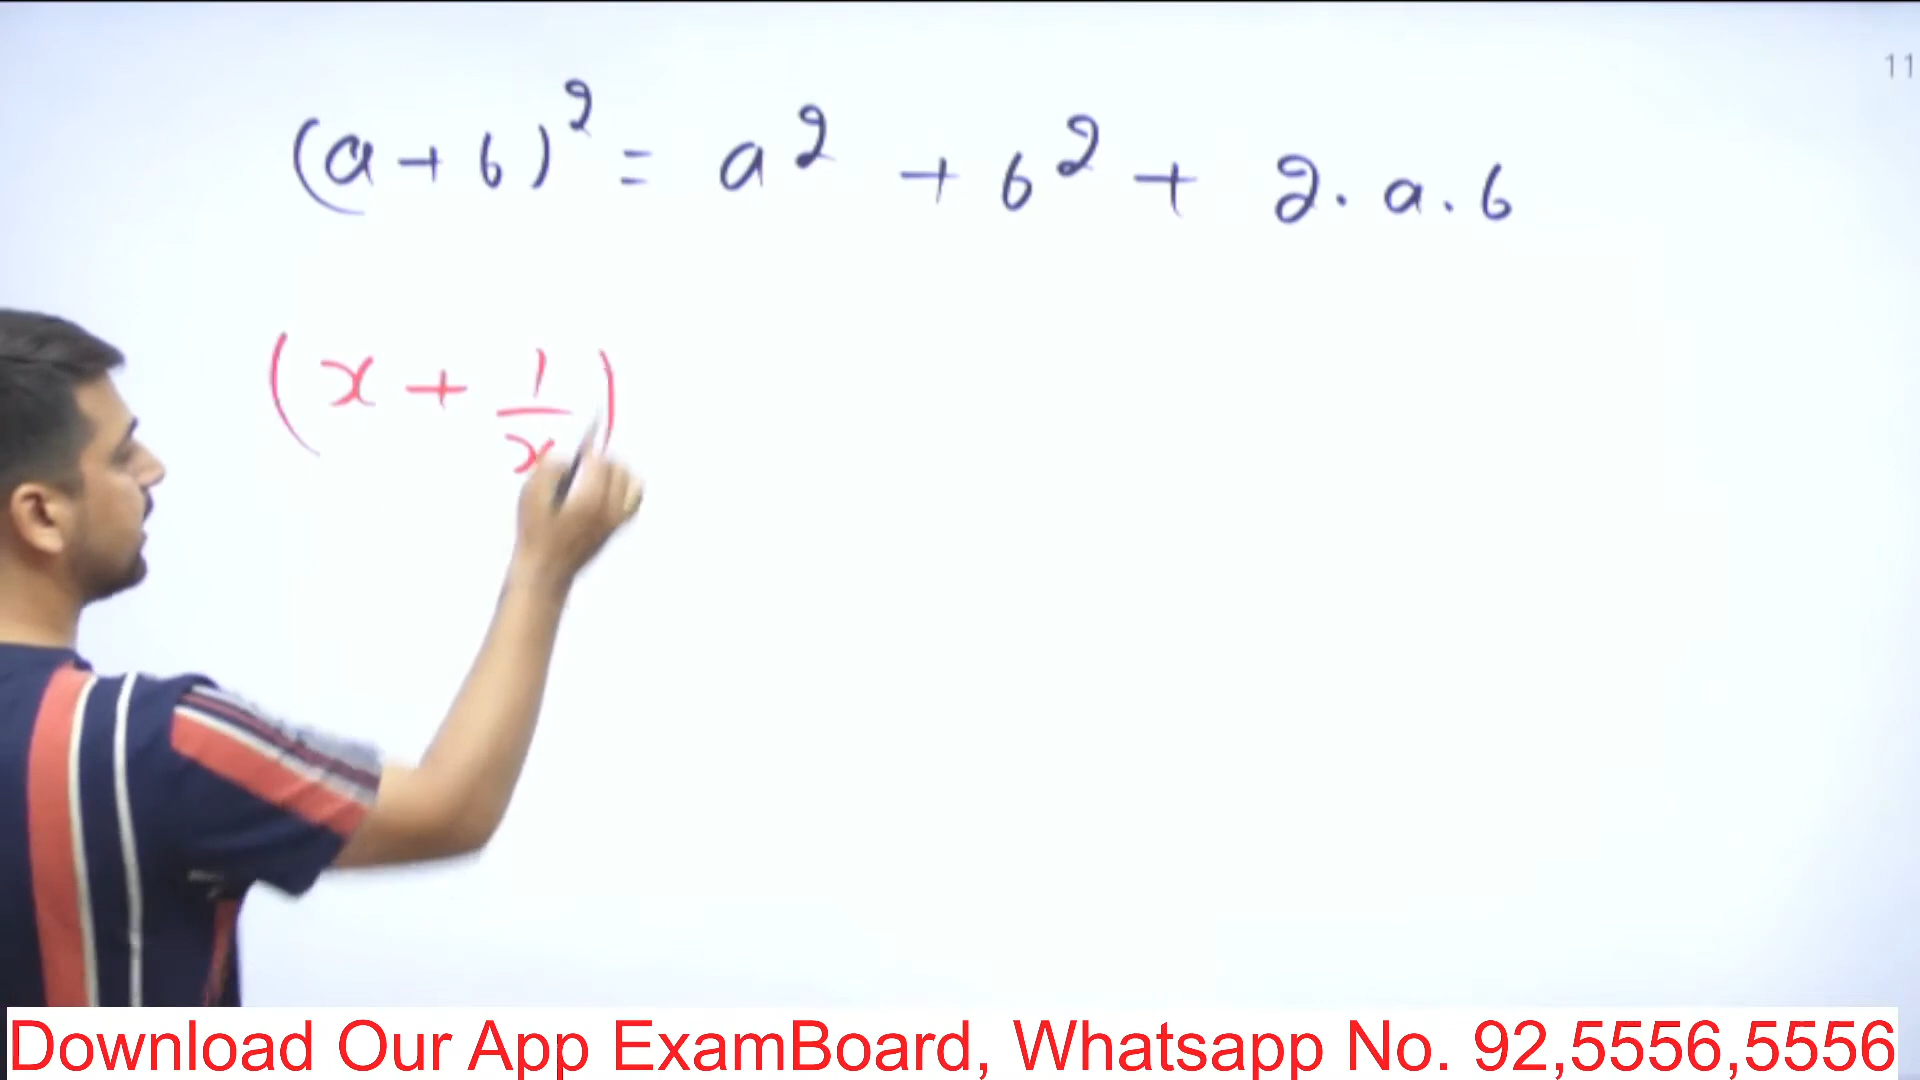 11
(a+b)² = a² + b² + 2.a.b
(x + 1/x)
Download Our App ExamBoard, Whatsapp No. 92,5556,5556